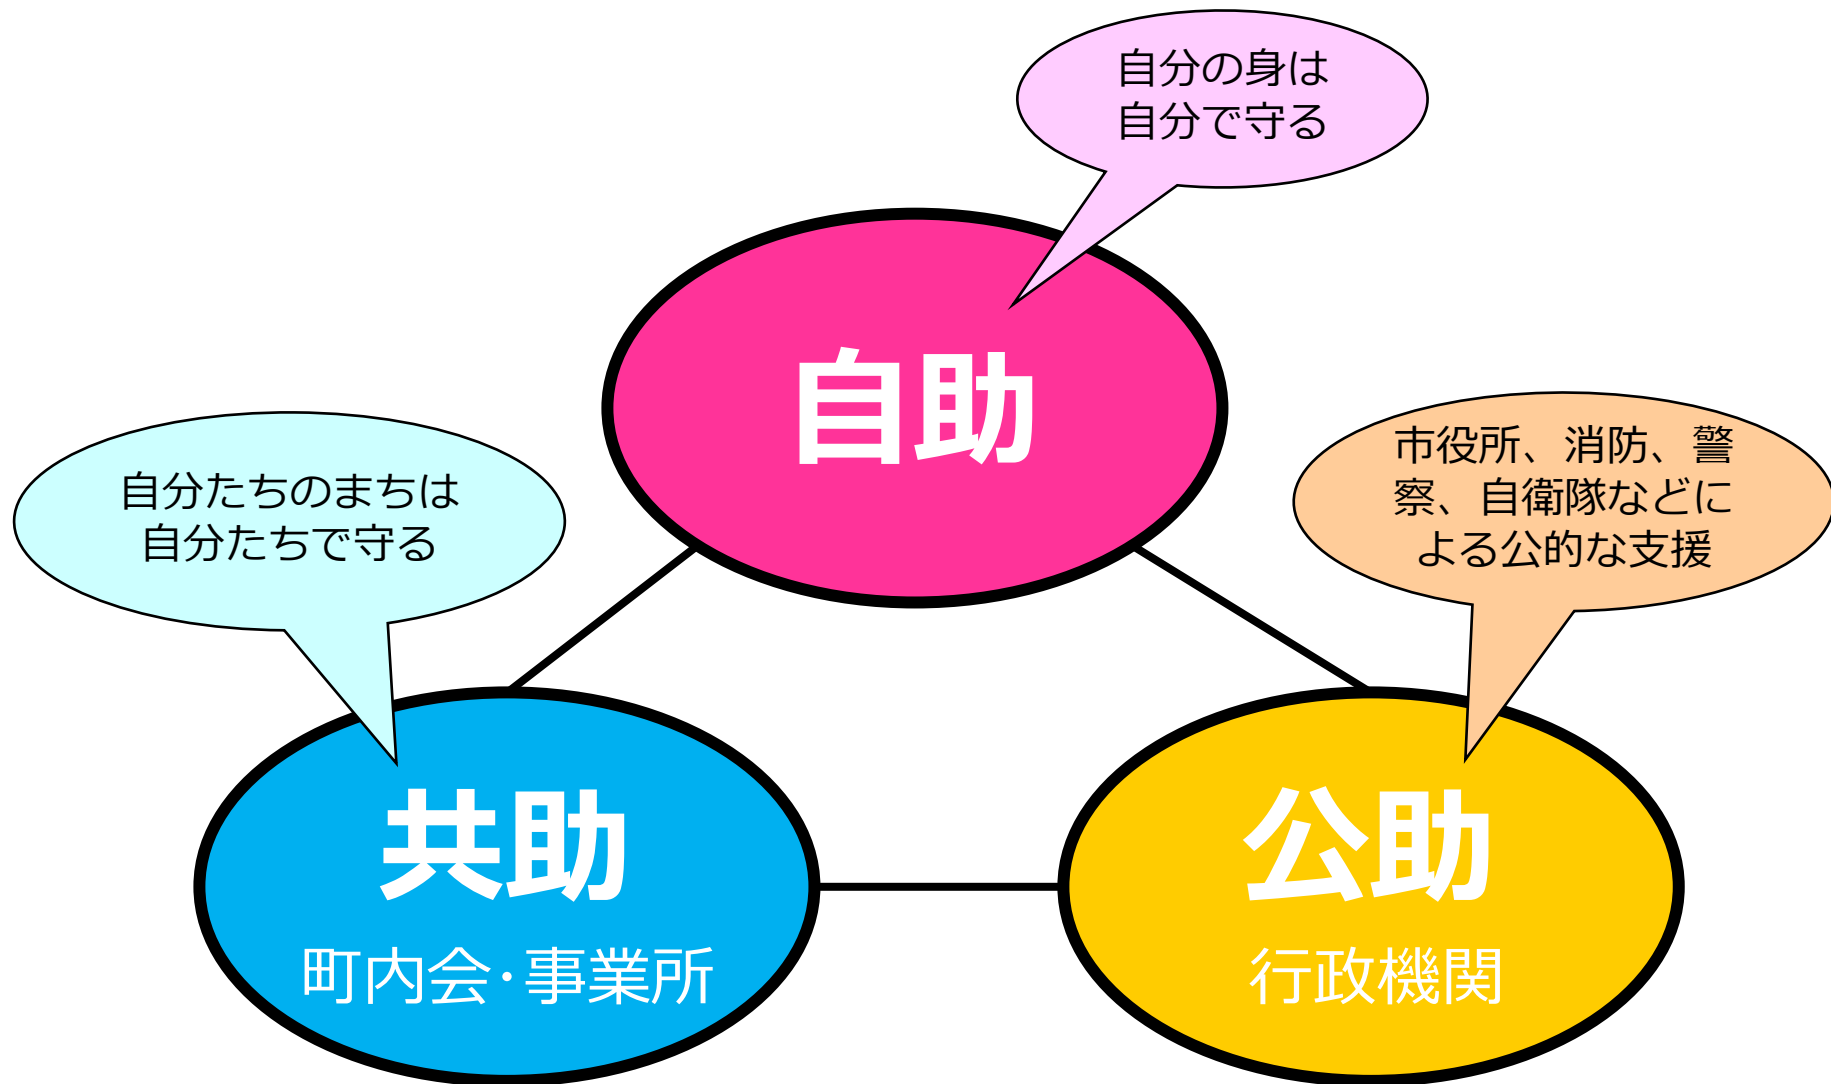 自分の身は
自分で守る
自助
自分たちのまちは
自分たちで守る
市役所、消防、警
察、自衛隊などに
よる公的な支援
共助
町内会・事業所
公助
行政機関